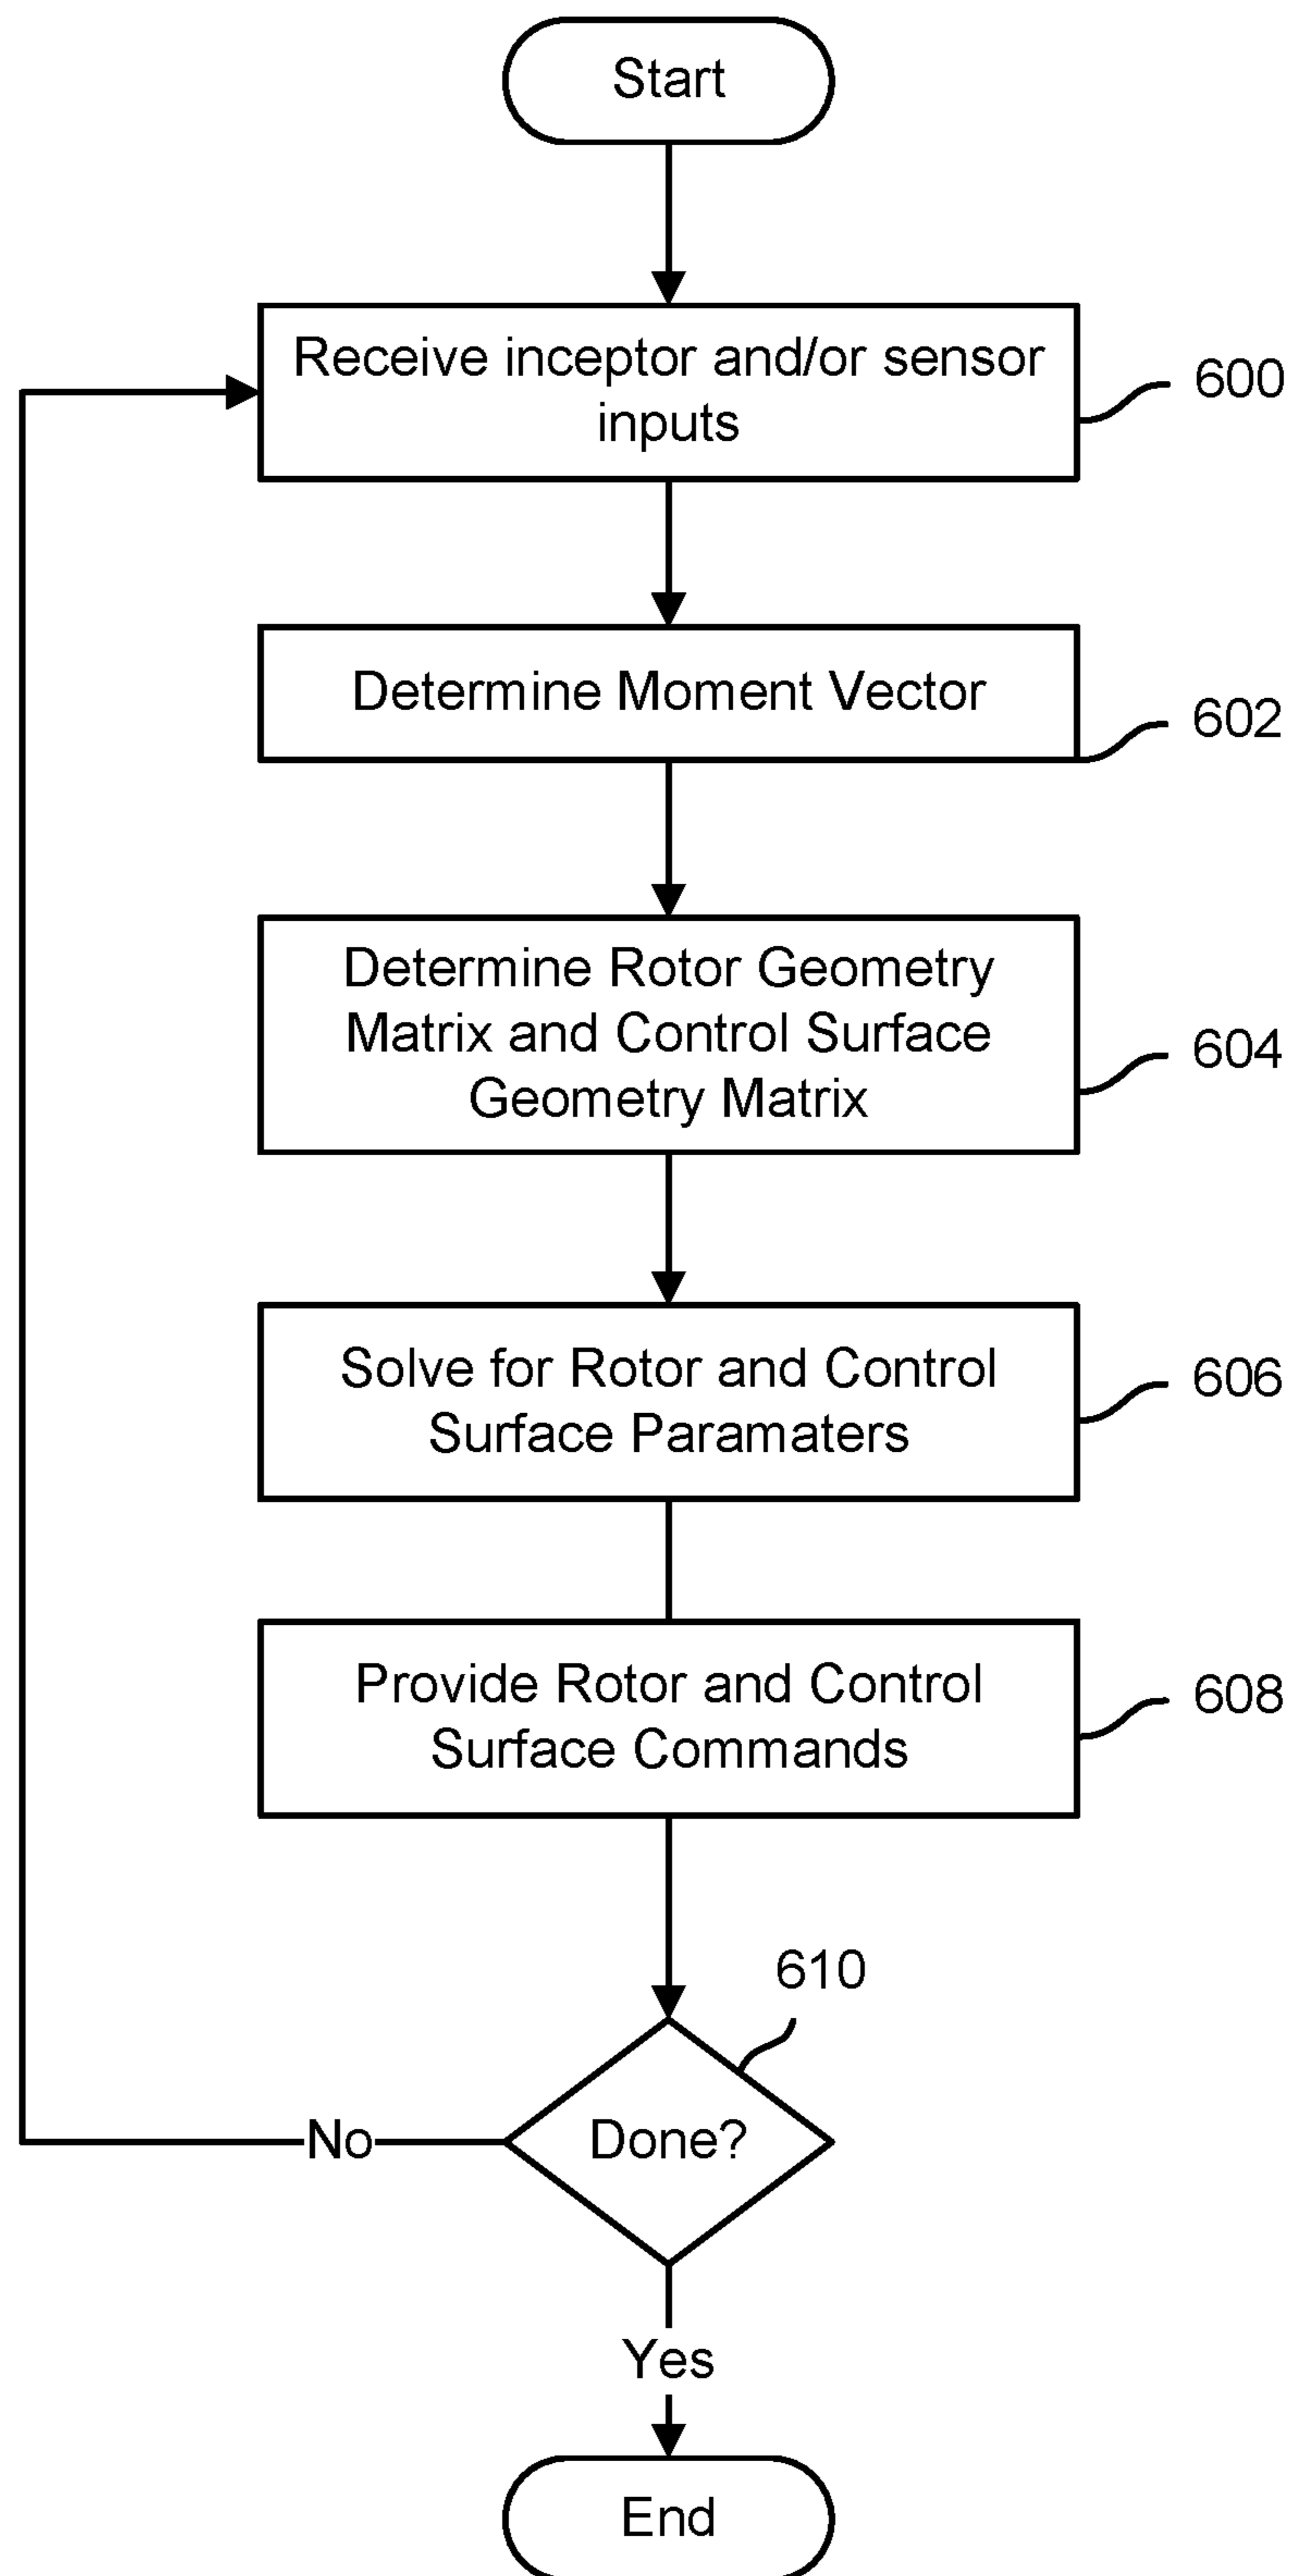 Start
Receive inceptor and/or sensor
inputs
600
Determine Moment Vector
602
Determine Rotor Geometry
Matrix and Control Surface
Geometry Matrix
604
Solve for Rotor and Control
Surface Paramaters
606
Provide Rotor and Control
Surface Commands
608
610
Done?
No
Yes
End